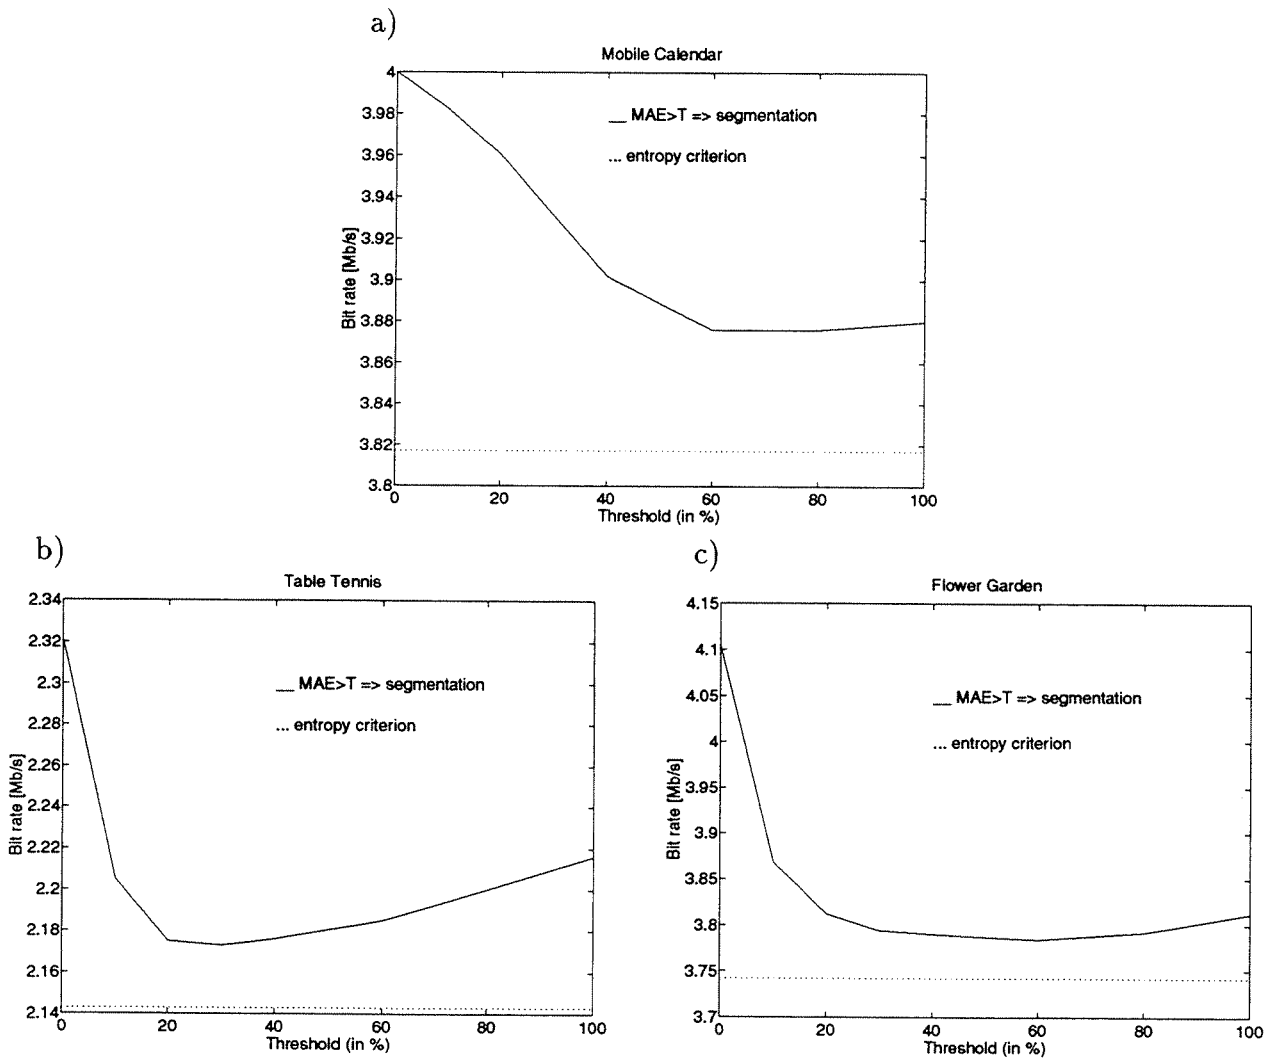 a)
Mobile Calendar
4
3.98
3.96
3.94
3.92
3.9
3.88
3.86
3.84
3.82
3.8
Bit rate [Mb/s]
__ MAE>T => segmentation
... entropy criterion
0 20 40 60 80 100
Threshold (in %)
b)
Table Tennis
2.34
2.32
2.3
2.28
2.26
2.24
2.22
2.2
2.18
2.16
2.14
Bit rate [Mb/s]
__ MAE>T => segmentation
... entropy criterion
0 20 40 60 80 100
Threshold (in %)
c)
Flower Garden
4.15
4.1
4.05
4
3.95
3.9
3.85
3.8
3.75
3.7
Bit rate [Mb/s]
__ MAE>T => segmentation
... entropy criterion
0 20 40 60 80 100
Threshold (in %)